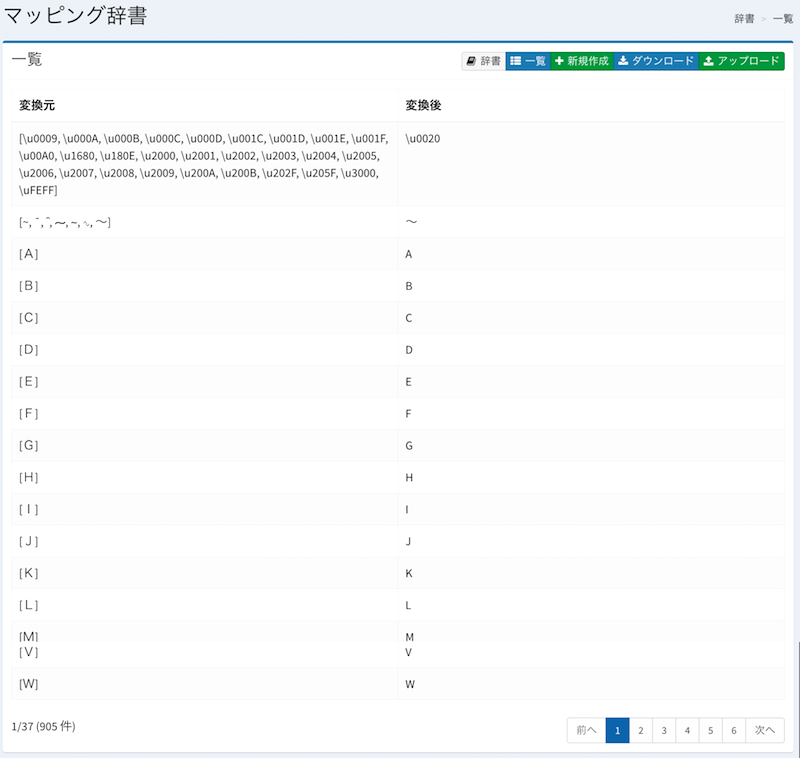 マッピング辞書
辞書 > 一覧
一覧
辞書 一覧 新規作成 ダウンロード アップロード
変換元 変換後
[\u0009, \u000A, \u000B, \u000C, \u000D, \u001C, \u001D, \u001E, \u001F,
\u00A0, \u1680, \u180E, \u2000, \u2001, \u2002, \u2003, \u2004, \u2005,
\u2006, \u2007, \u2008, \u2009, \u200A, \u200B, \u202F, \u205F, \u3000,
\uFEFF]
\u0020
〜
[Ａ] A
[Ｂ] B
[Ｃ] C
[Ｄ] D
[Ｅ] E
[Ｆ] F
[Ｇ] G
[Ｈ] H
[Ｉ] I
[Ｊ] J
[Ｋ] K
[Ｌ] L
[Ｍ] M
[Ｖ] V
[Ｗ] W
1/37 (905 件)
前へ 1 2 3 4 5 6 次へ